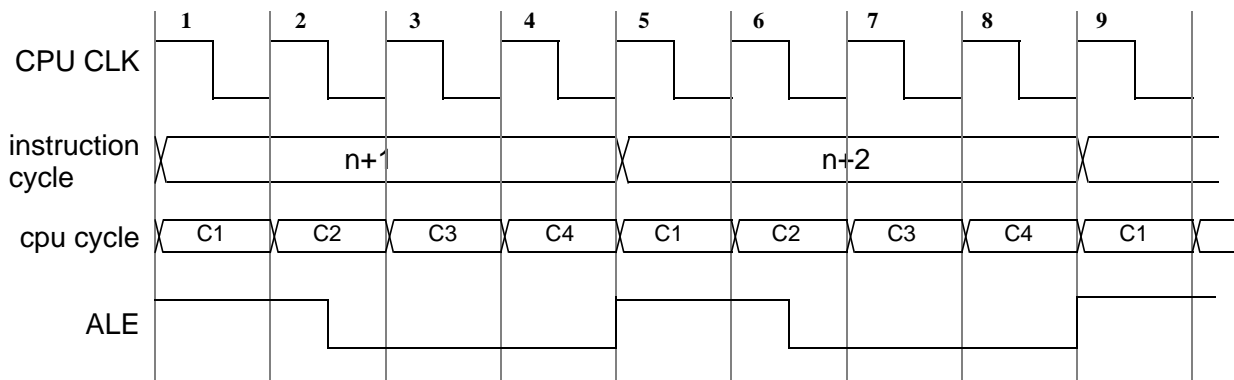 1 2 3 4 5 6 7 8 9
CPU CLK
instruction
cycle
n+1 n+2
cpu cycle
C1 C2 C3 C4 C1 C2 C3 C4 C1
ALE